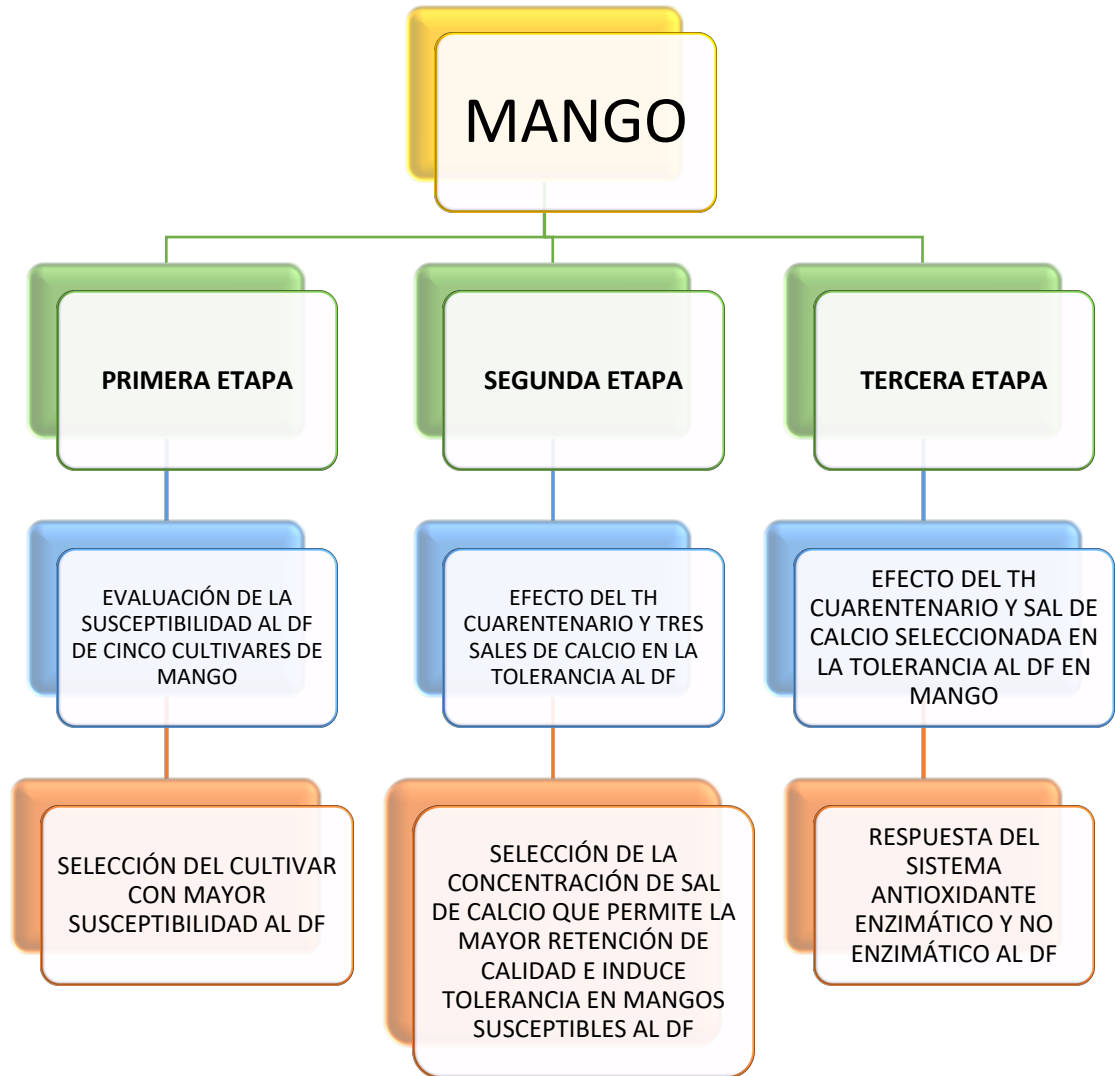 MANGO
PRIMERA ETAPA
SEGUNDA ETAPA
TERCERA ETAPA
EVALUACIÓN DE LA
SUSCEPTIBILIDAD AL DF
DE CINCO CULTIVARES DE
MANGO
EFECTO DEL TH
CUARENTENARIO Y TRES
SALES DE CALCIO EN LA
TOLERANCIA AL DF
EFECTO DEL TH
CUARENTENARIO Y SAL DE
CALCIO SELECCIONADA EN
LA TOLERANCIA AL DF EN
MANGO
SELECCIÓN DEL CULTIVAR
CON MAYOR
SUSCEPTIBILIDAD AL DF
SELECCIÓN DE LA
CONCENTRACIÓN DE SAL
DE CALCIO QUE PERMITE LA
MAYOR RETENCIÓN DE
CALIDAD E INDUCE
TOLERANCIA EN MANGOS
SUSCEPTIBLES AL DF
RESPUESTA DEL
SISTEMA
ANTIOXIDANTE
ENZIMÁTICO Y NO
ENZIMÁTICO AL DF